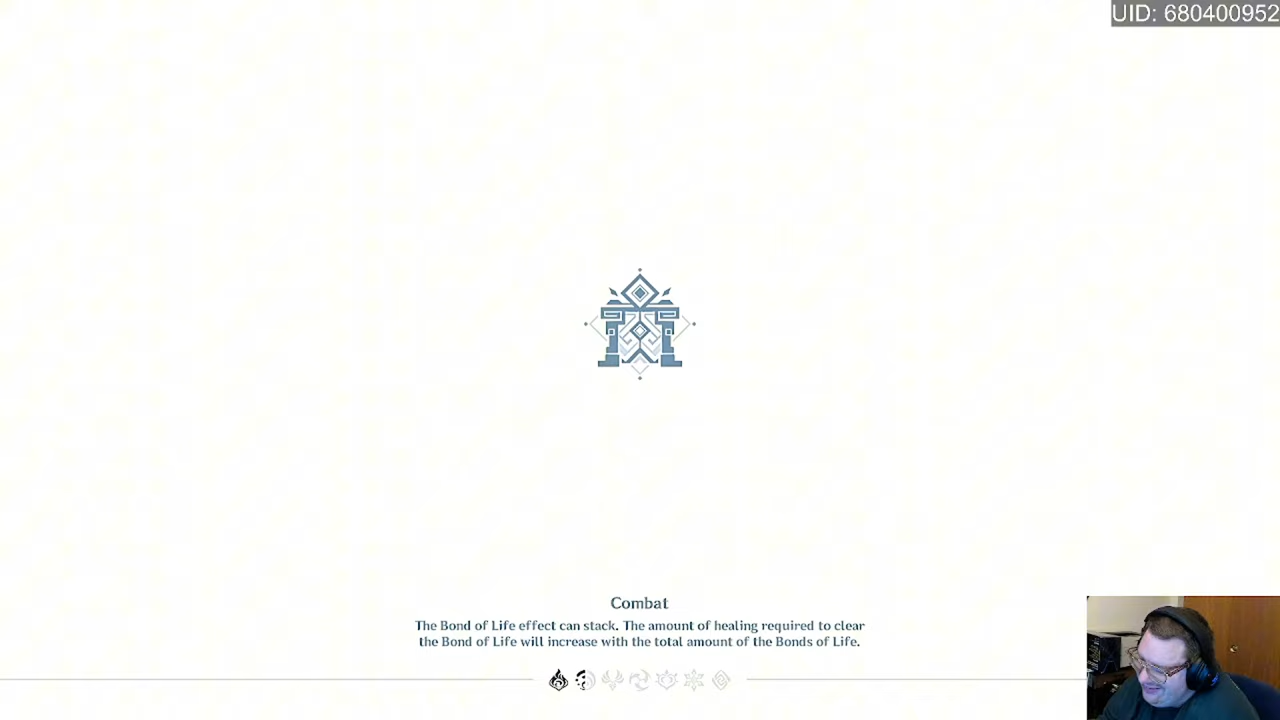 UID: 680400952
Combat
The Bond of Life effect can stack. The amount of healing required to clear
the Bond of Life will increase with the total amount of the Bonds of Life.